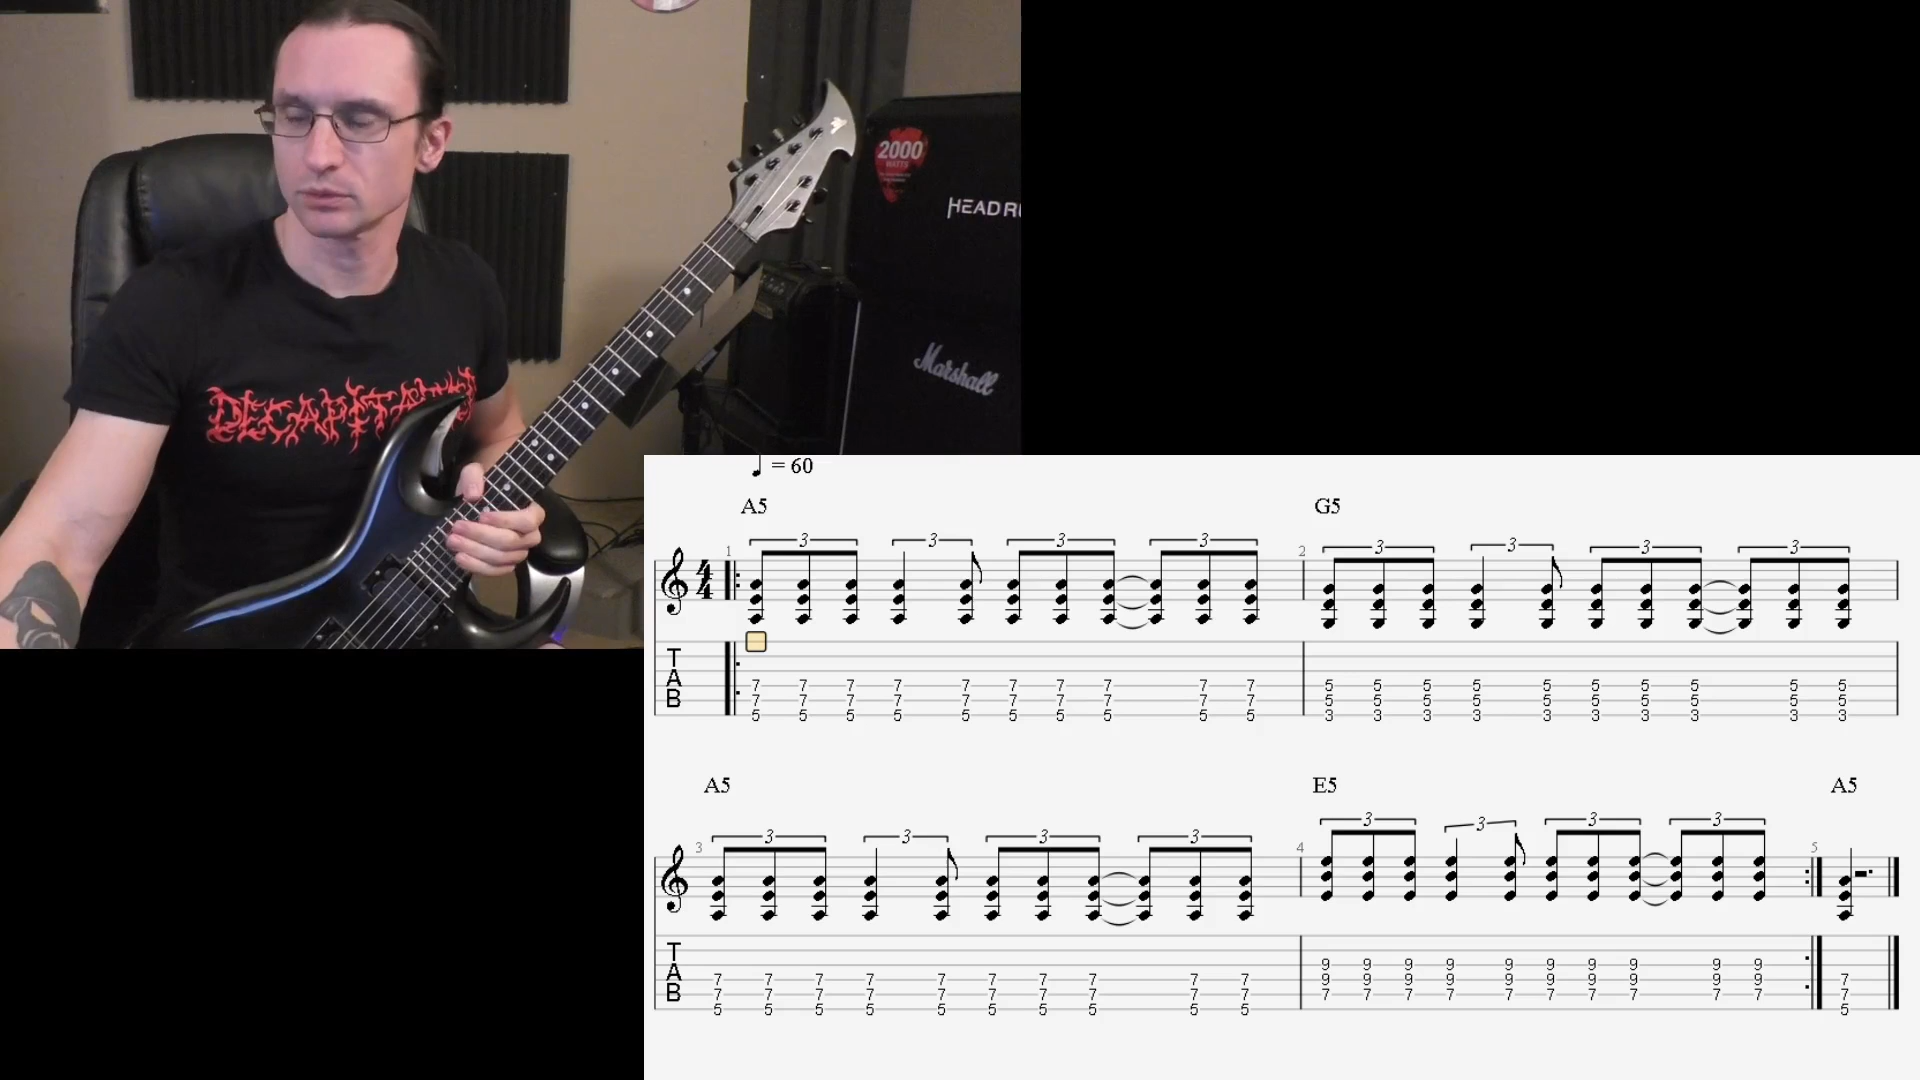 2000
WATTS
HEAD R
DECAPITATED
Marshall
= 60
A5
G5
3 3 3 3 3 3 3 3
1 2
4
4
T
A
B
7 7 7 7 7 7 7 7 7 7 5 5 5 5 5 5 5 5 5 5
7 7 7 7 7 7 7 7 7 7 5 5 5 5 5 5 5 5 5 5
5 5 5 5 5 5 5 5 5 5 3 3 3 3 3 3 3 3 3 3
A5 E5 A5
3 3 3 3 3 3 3 3
3 4 5
T
A
B
9 9 9 9 9 9 9 9 9 9
7 7 7 7 7 7 7 7 7 7 9 9 9 9 9 9 9 9 9 9 7
7 7 7 7 7 7 7 7 7 7 7 7 7 7 7 7 7 7 7 7 7
5 5 5 5 5 5 5 5 5 5 5